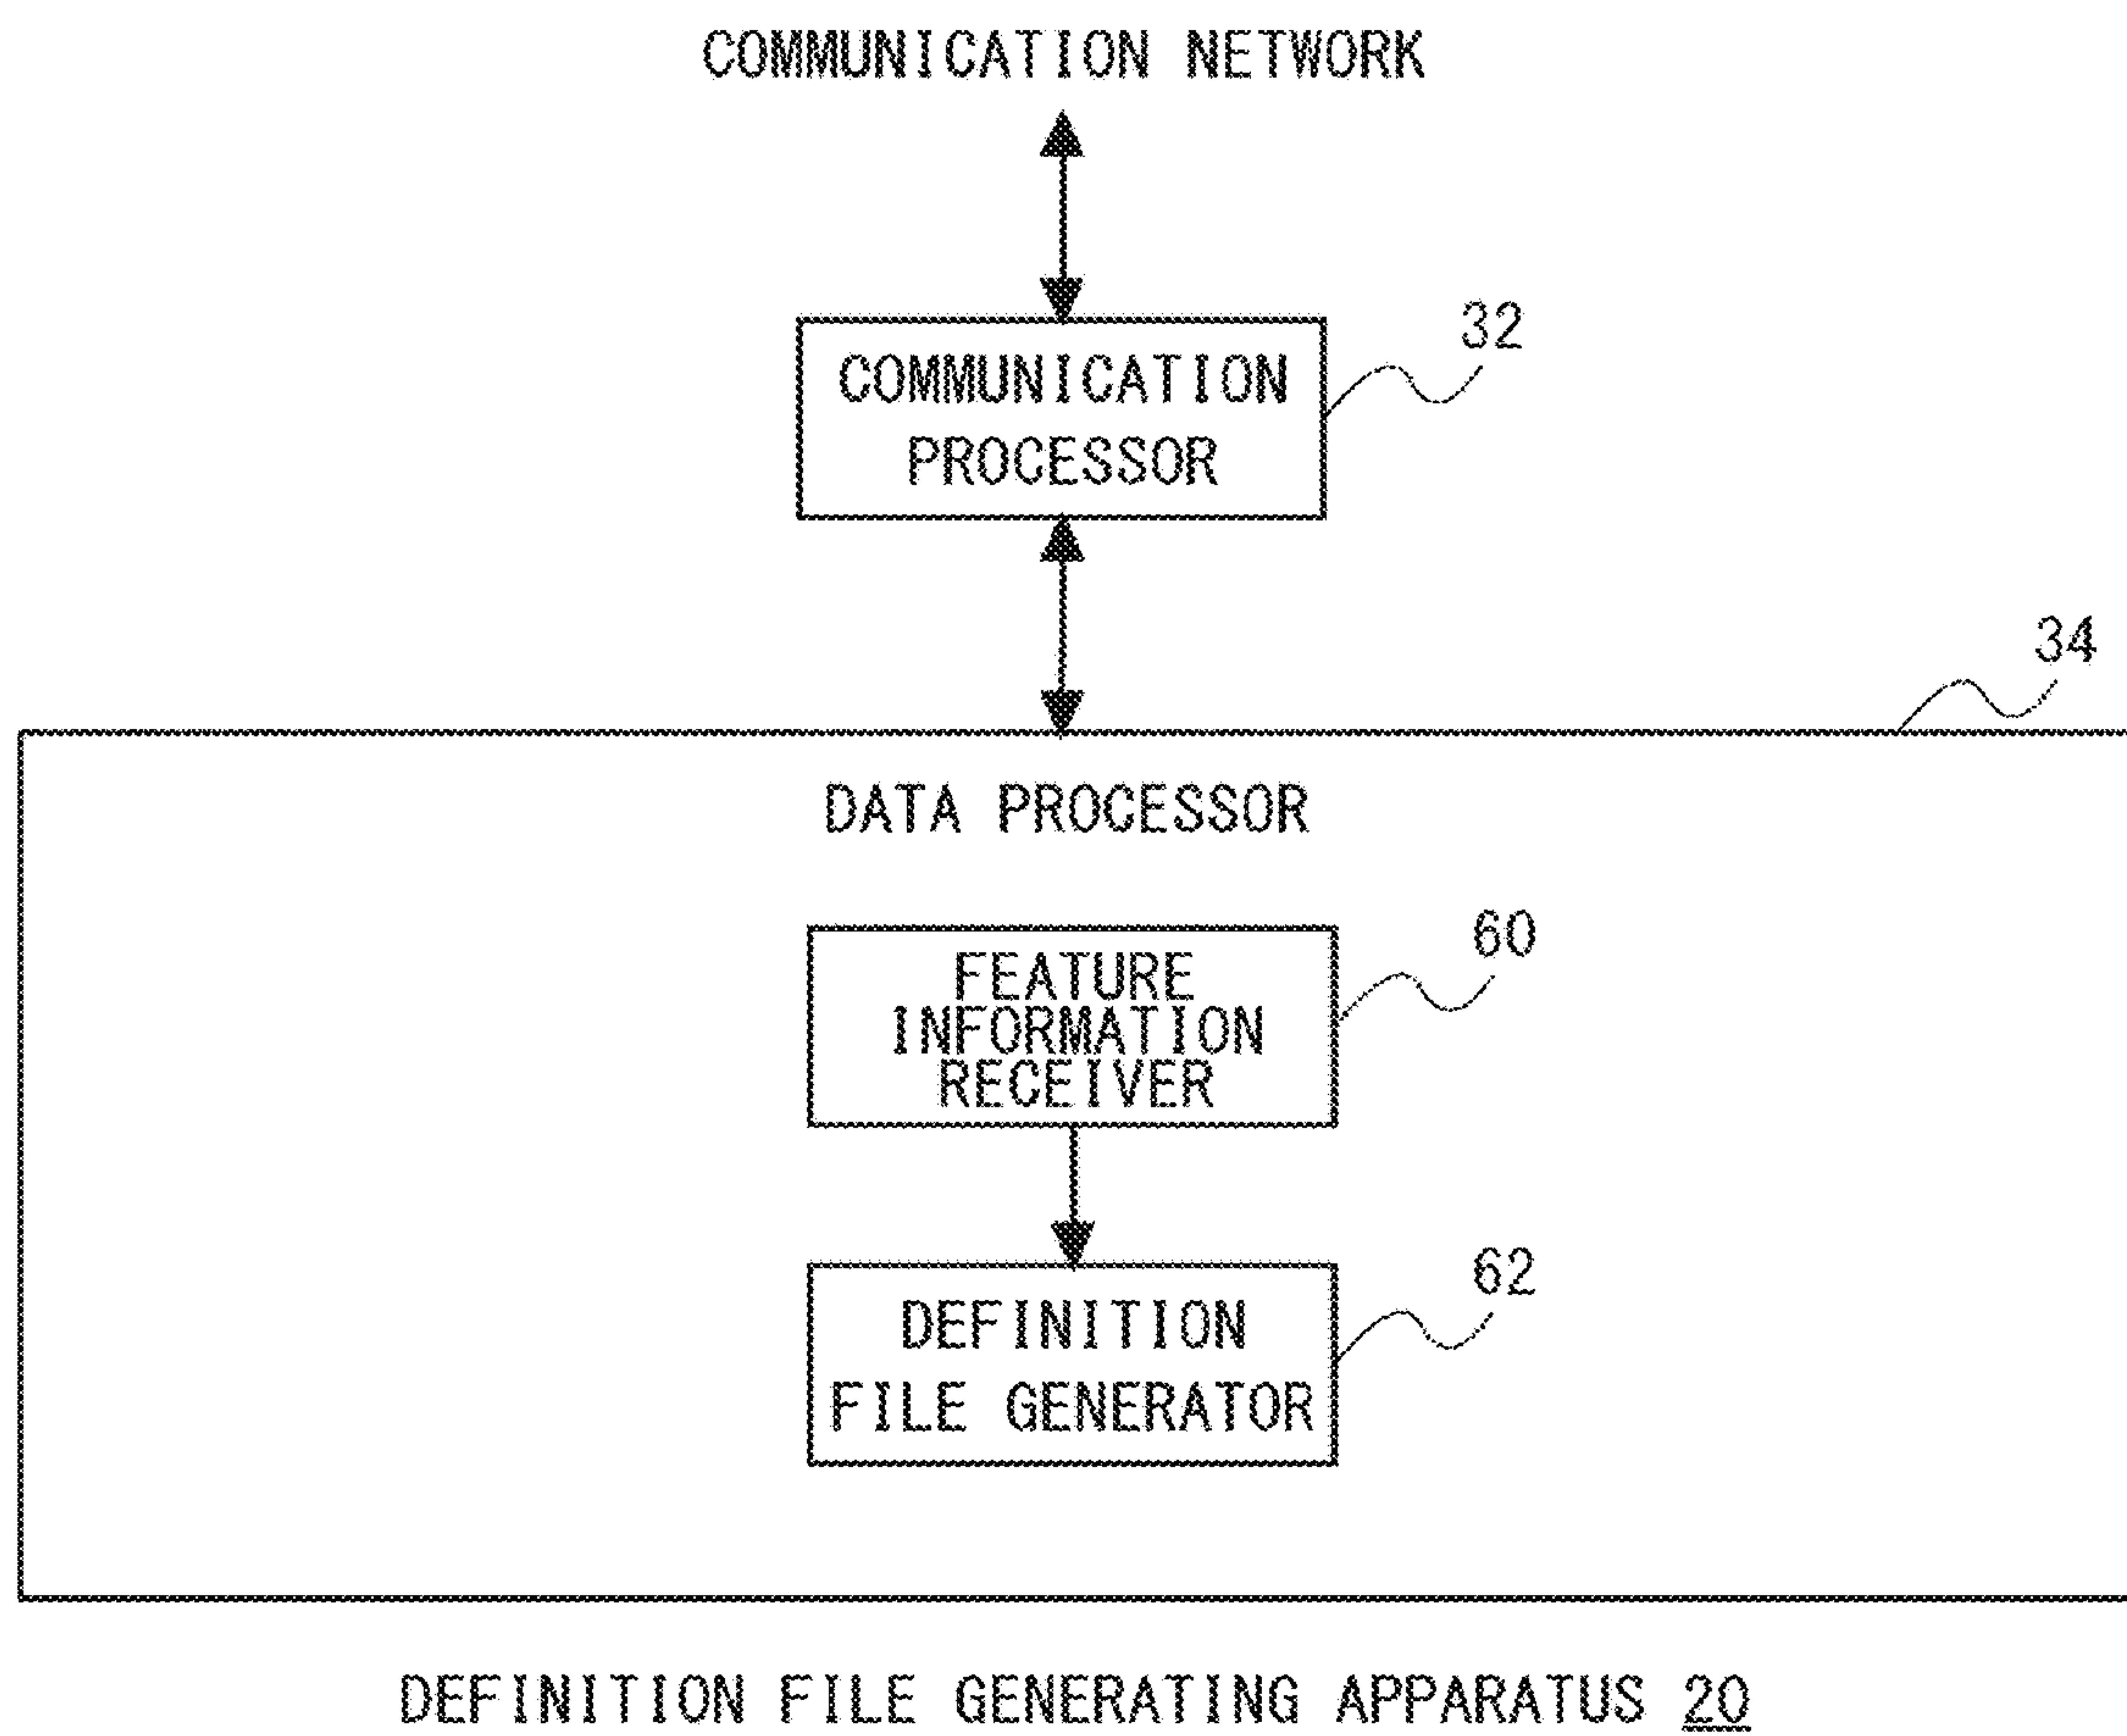 COMMUNICATION NETWORK
32
COMMUNICATION
PROCESSOR
34
DATA PROCESSOR
60
FEATURE
INFORMATION
RECEIVER
62
DEFINITION
FILE GENERATOR
DEFINITION FILE GENERATING APPARATUS 20